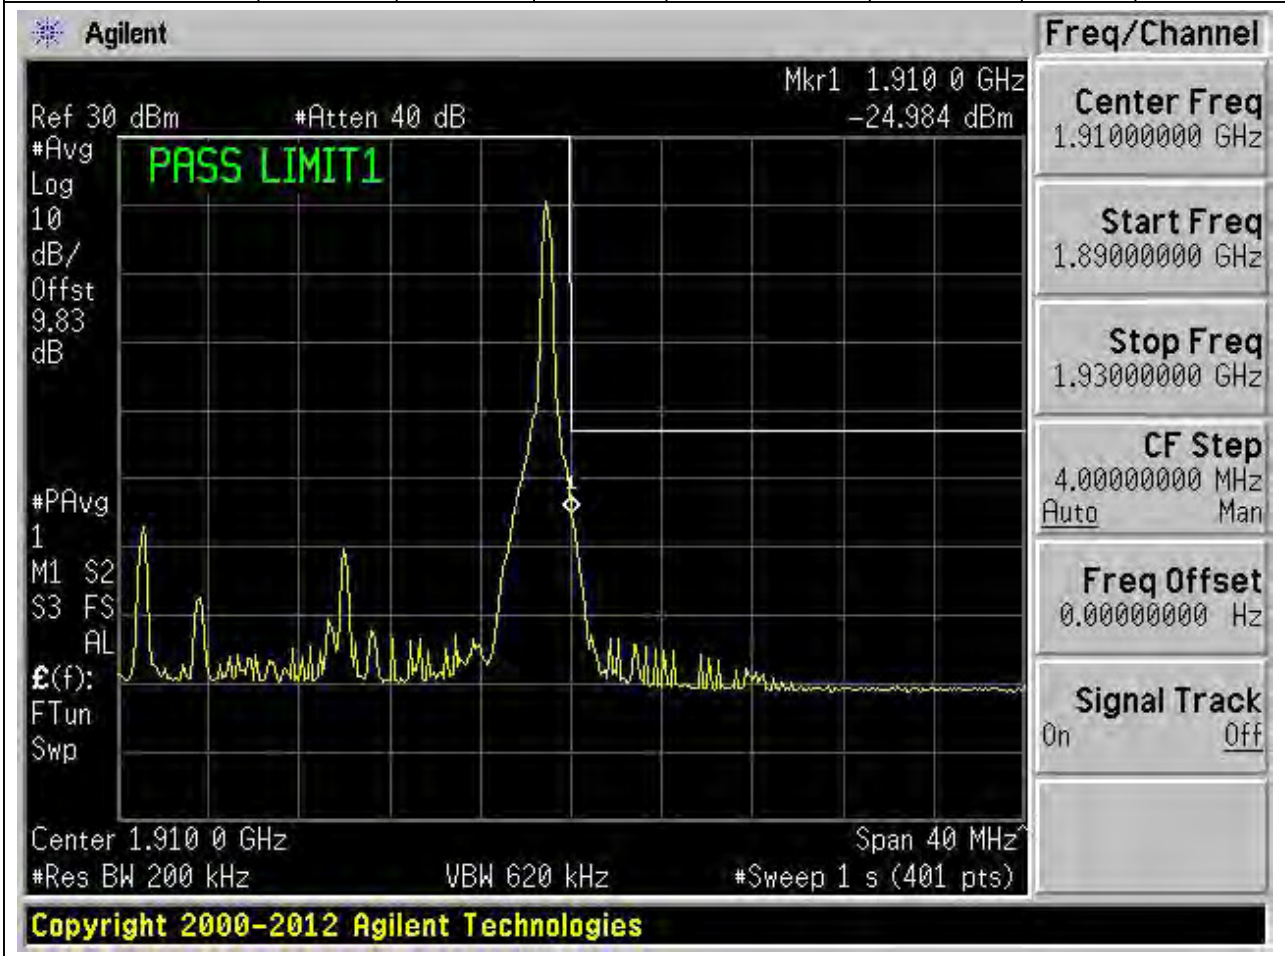 Agilent
Freq/Channel
Mkr1 1.910 0 GHz
Ref 30 dBm #Atten 40 dB -24.984 dBm
#Avg
Log
10
dB/
Offst
9.83
dB
PASS LIMIT1
1
#PAvg
1
M1 S2
S3 FS
AL
£(f):
FTun
Swp
Center 1.910 0 GHz Span 40 MHz^
#Res BW 200 kHz VBW 620 kHz #Sweep 1 s (401 pts)
Center Freq
1.91000000 GHz
Start Freq
1.89000000 GHz
Stop Freq
1.93000000 GHz
CF Step
4.00000000 MHz
Auto Man
Freq Offset
0.00000000 Hz
Signal Track
On Off
Copyright 2000-2012 Agilent Technologies